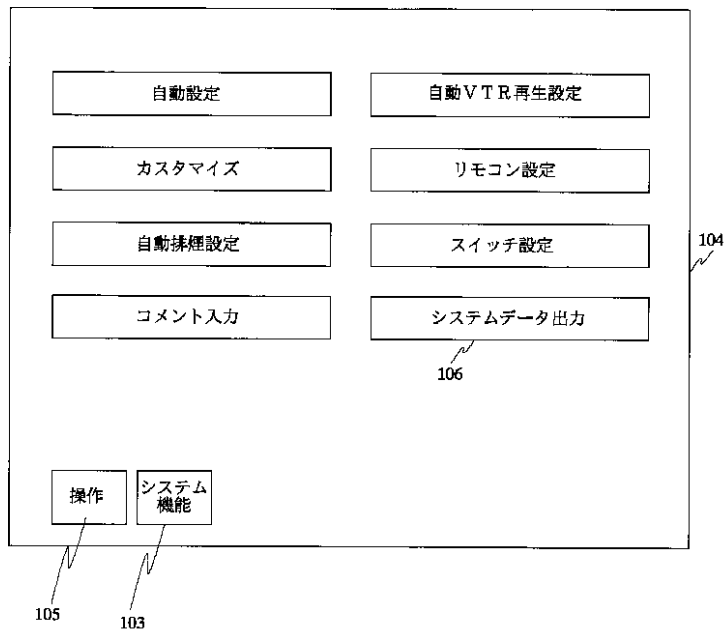 自動設定
自動VTR再生設定
カスタマイズ
リモコン設定
自動排煙設定
スイッチ設定
104
コメント入力
システムデータ出力
106
操作
システム
機能
105
103